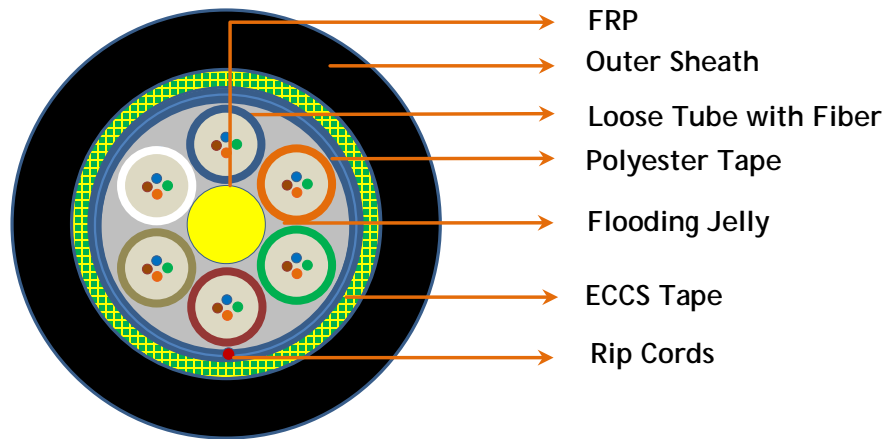 FRP
Outer Sheath
Loose Tube with Fiber
Polyester Tape
Flooding Jelly
ECCS Tape
Rip Cords